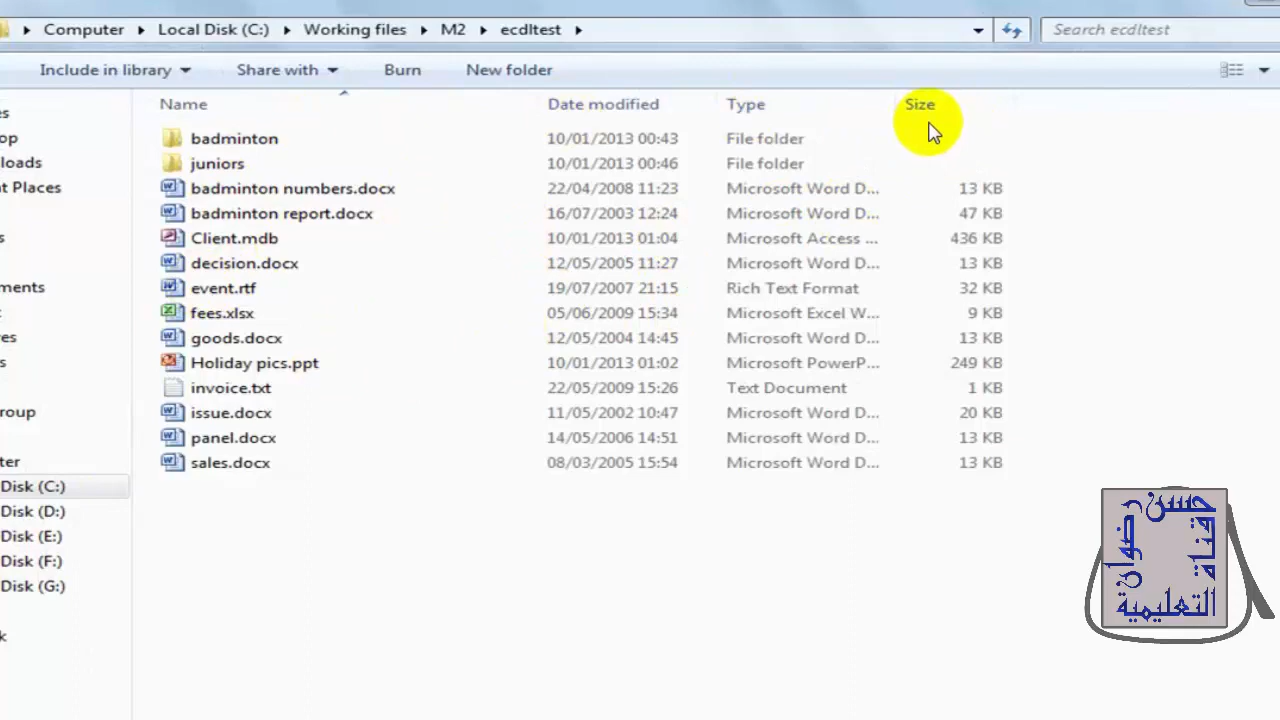 Computer Local Disk (C:) Working files M2 ecdltest Search ecdltest
Include in library Share with Burn New folder
Name Date modified Type Size
badminton 10/01/2013 00:43 File folder
juniors 10/01/2013 00:46 File folder
badminton numbers.docx 22/04/2008 11:23 Microsoft Word D... 13 KB
badminton report.docx 16/07/2003 12:24 Microsoft Word D... 47 KB
Client.mdb 10/01/2013 01:04 Microsoft Access ... 436 KB
decision.docx 12/05/2005 11:27 Microsoft Word D... 13 KB
event.rtf 19/07/2007 21:15 Rich Text Format 32 KB
fees.xlsx 05/06/2009 15:34 Microsoft Excel W... 9 KB
goods.docx 12/05/2004 14:45 Microsoft Word D... 13 KB
Holiday pics.ppt 10/01/2013 01:02 Microsoft PowerP... 249 KB
invoice.txt 22/05/2009 15:26 Text Document 1 KB
issue.docx 11/05/2002 10:47 Microsoft Word D... 20 KB
panel.docx 14/05/2006 14:51 Microsoft Word D... 13 KB
sales.docx 08/03/2005 15:54 Microsoft Word D... 13 KB
es
op
loads
t Places
s
ments
t
es
s
roup
ter
Disk (C:)
Disk (D:)
Disk (E:)
Disk (F:)
Disk (G:)
k
حسن
رضوان
قناة
التعليمية